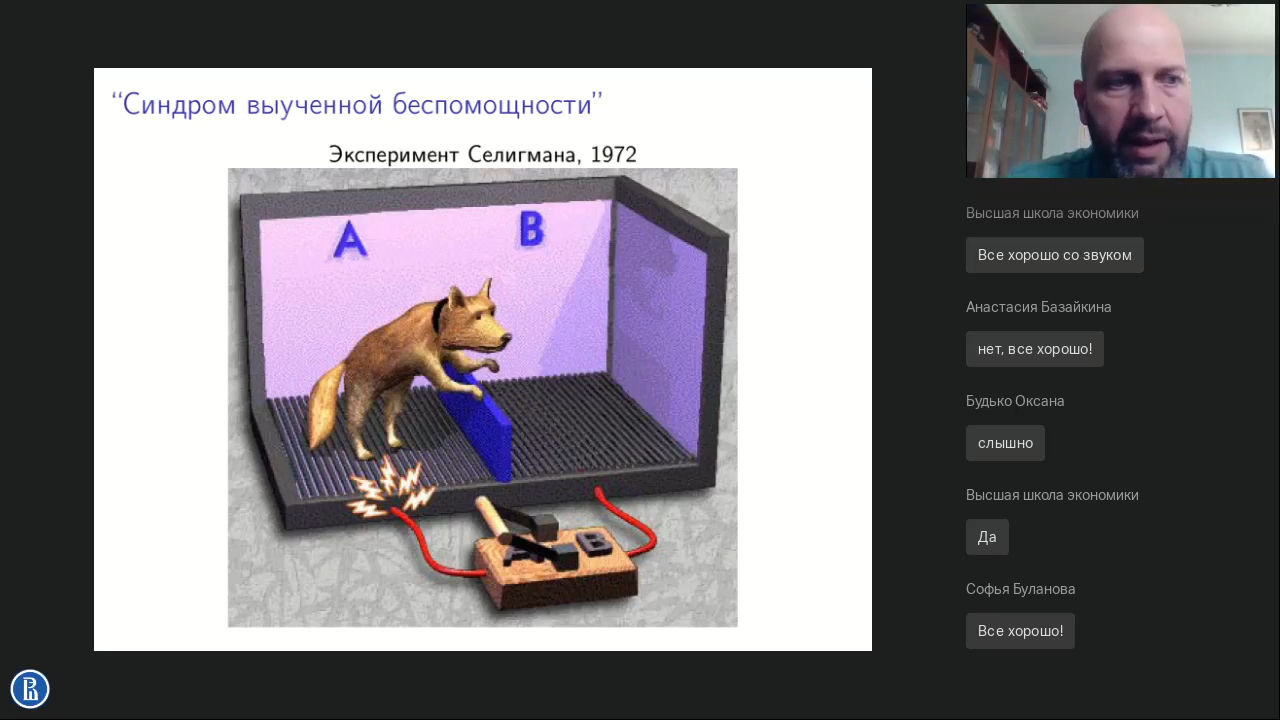 “Синдром выученной беспомощности”
Эксперимент Селигмана, 1972
A
B
A
B
Высшая школа экономики
Все хорошо со звуком
Анастасия Базайкина
нет, все хорошо!
Будько Оксана
слышно
Высшая школа экономики
Да
Софья Буланова
Все хорошо!